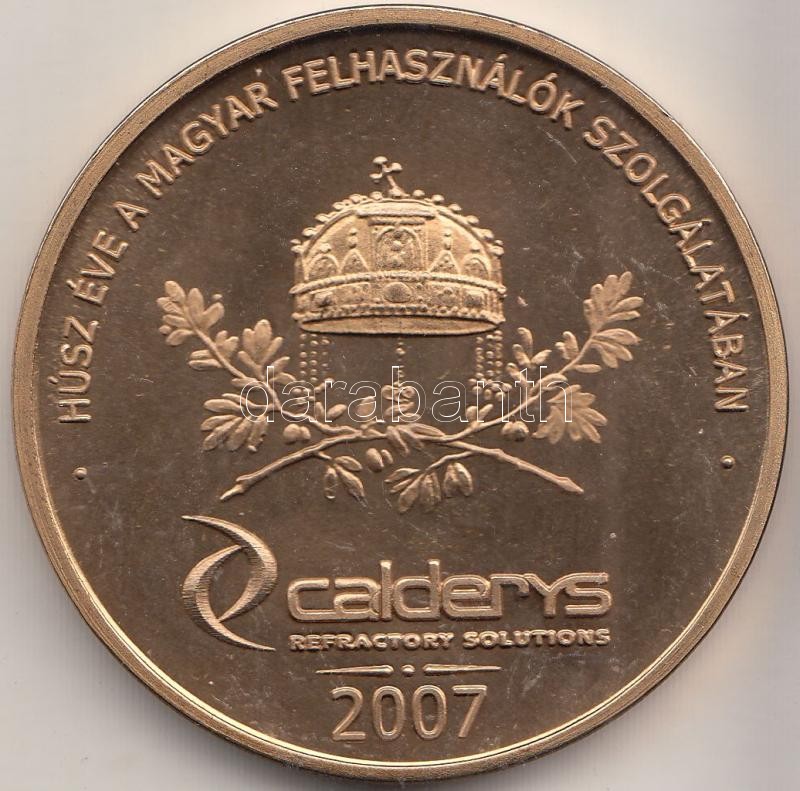 · HÚSZ ÉVE A MAGYAR FELHASZNÁLÓK SZOLGÁLATÁBAN ·
darabanth
calderys
REFRACTORY SOLUTIONS
2007